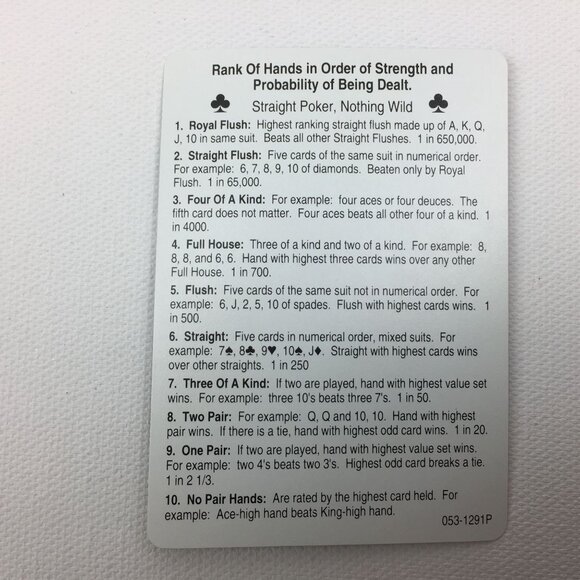 Rank Of Hands in Order of Strength and
Probability of Being Dealt.
♣ Straight Poker, Nothing Wild ♣
1. Royal Flush: Highest ranking straight flush made up of A, K, Q,
J, 10 in same suit. Beats all other Straight Flushes. 1 in 650,000.
2. Straight Flush: Five cards of the same suit in numerical order.
For example: 6, 7, 8, 9, 10 of diamonds. Beaten only by Royal
Flush. 1 in 65,000.
3. Four Of A Kind: For example: four aces or four deuces. The
fifth card does not matter. Four aces beats all other four of a kind. 1
in 4000.
4. Full House: Three of a kind and two of a kind. For example: 8,
8, 8, and 6, 6. Hand with highest three cards wins over any other
Full House. 1 in 700.
5. Flush: Five cards of the same suit not in numerical order. For
example: 6, J, 2, 5, 10 of spades. Flush with highest cards wins. 1
in 500.
6. Straight: Five cards in numerical order, mixed suits. For
example: 7♠, 8♣, 9♥, 10♠, J♦. Straight with highest cards wins
over other straights. 1 in 250
7. Three Of A Kind: If two are played, hand with highest value set
wins. For example: three 10's beats three 7's. 1 in 50.
8. Two Pair: For example: Q, Q and 10, 10. Hand with highest
pair wins. If there is a tie, hand with highest odd card wins. 1 in 20.
9. One Pair: If two are played, hand with highest value set wins.
For example: two 4's beats two 3's. Highest odd card breaks a tie.
1 in 2 1/3.
10. No Pair Hands: Are rated by the highest card held. For
example: Ace-high hand beats King-high hand.
053-1291P